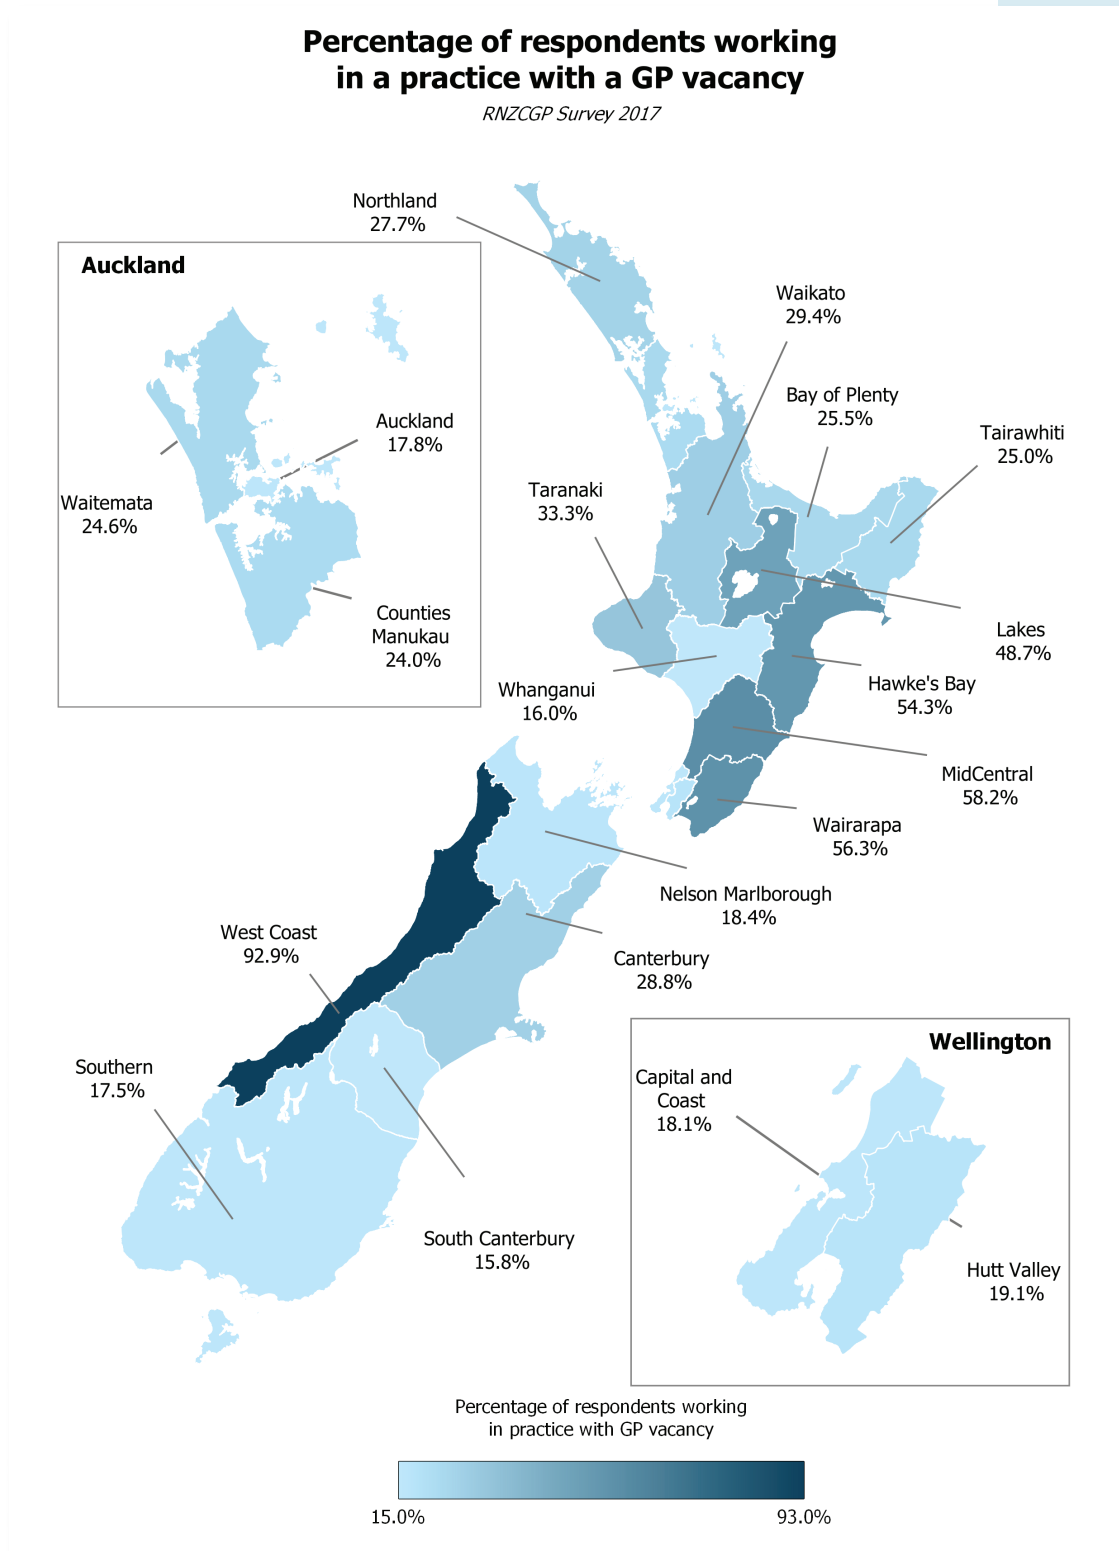 Percentage of respondents working
in a practice with a GP vacancy
RNZCGP Survey 2017
Northland
27.7%
Auckland
Waikato
29.4%
Bay of Plenty
25.5%
Auckland
17.8%
Tairawhiti
25.0%
Taranaki
33.3%
Waitemata
24.6%
Counties
Manukau
24.0%
Lakes
48.7%
Whanganui
16.0%
Hawke's Bay
54.3%
MidCentral
58.2%
Wairarapa
56.3%
Nelson Marlborough
18.4%
West Coast
92.9%
Canterbury
28.8%
Wellington
Southern
17.5%
Capital and
Coast
18.1%
South Canterbury
15.8%
Hutt Valley
19.1%
Percentage of respondents working
in practice with GP vacancy
15.0%
93.0%